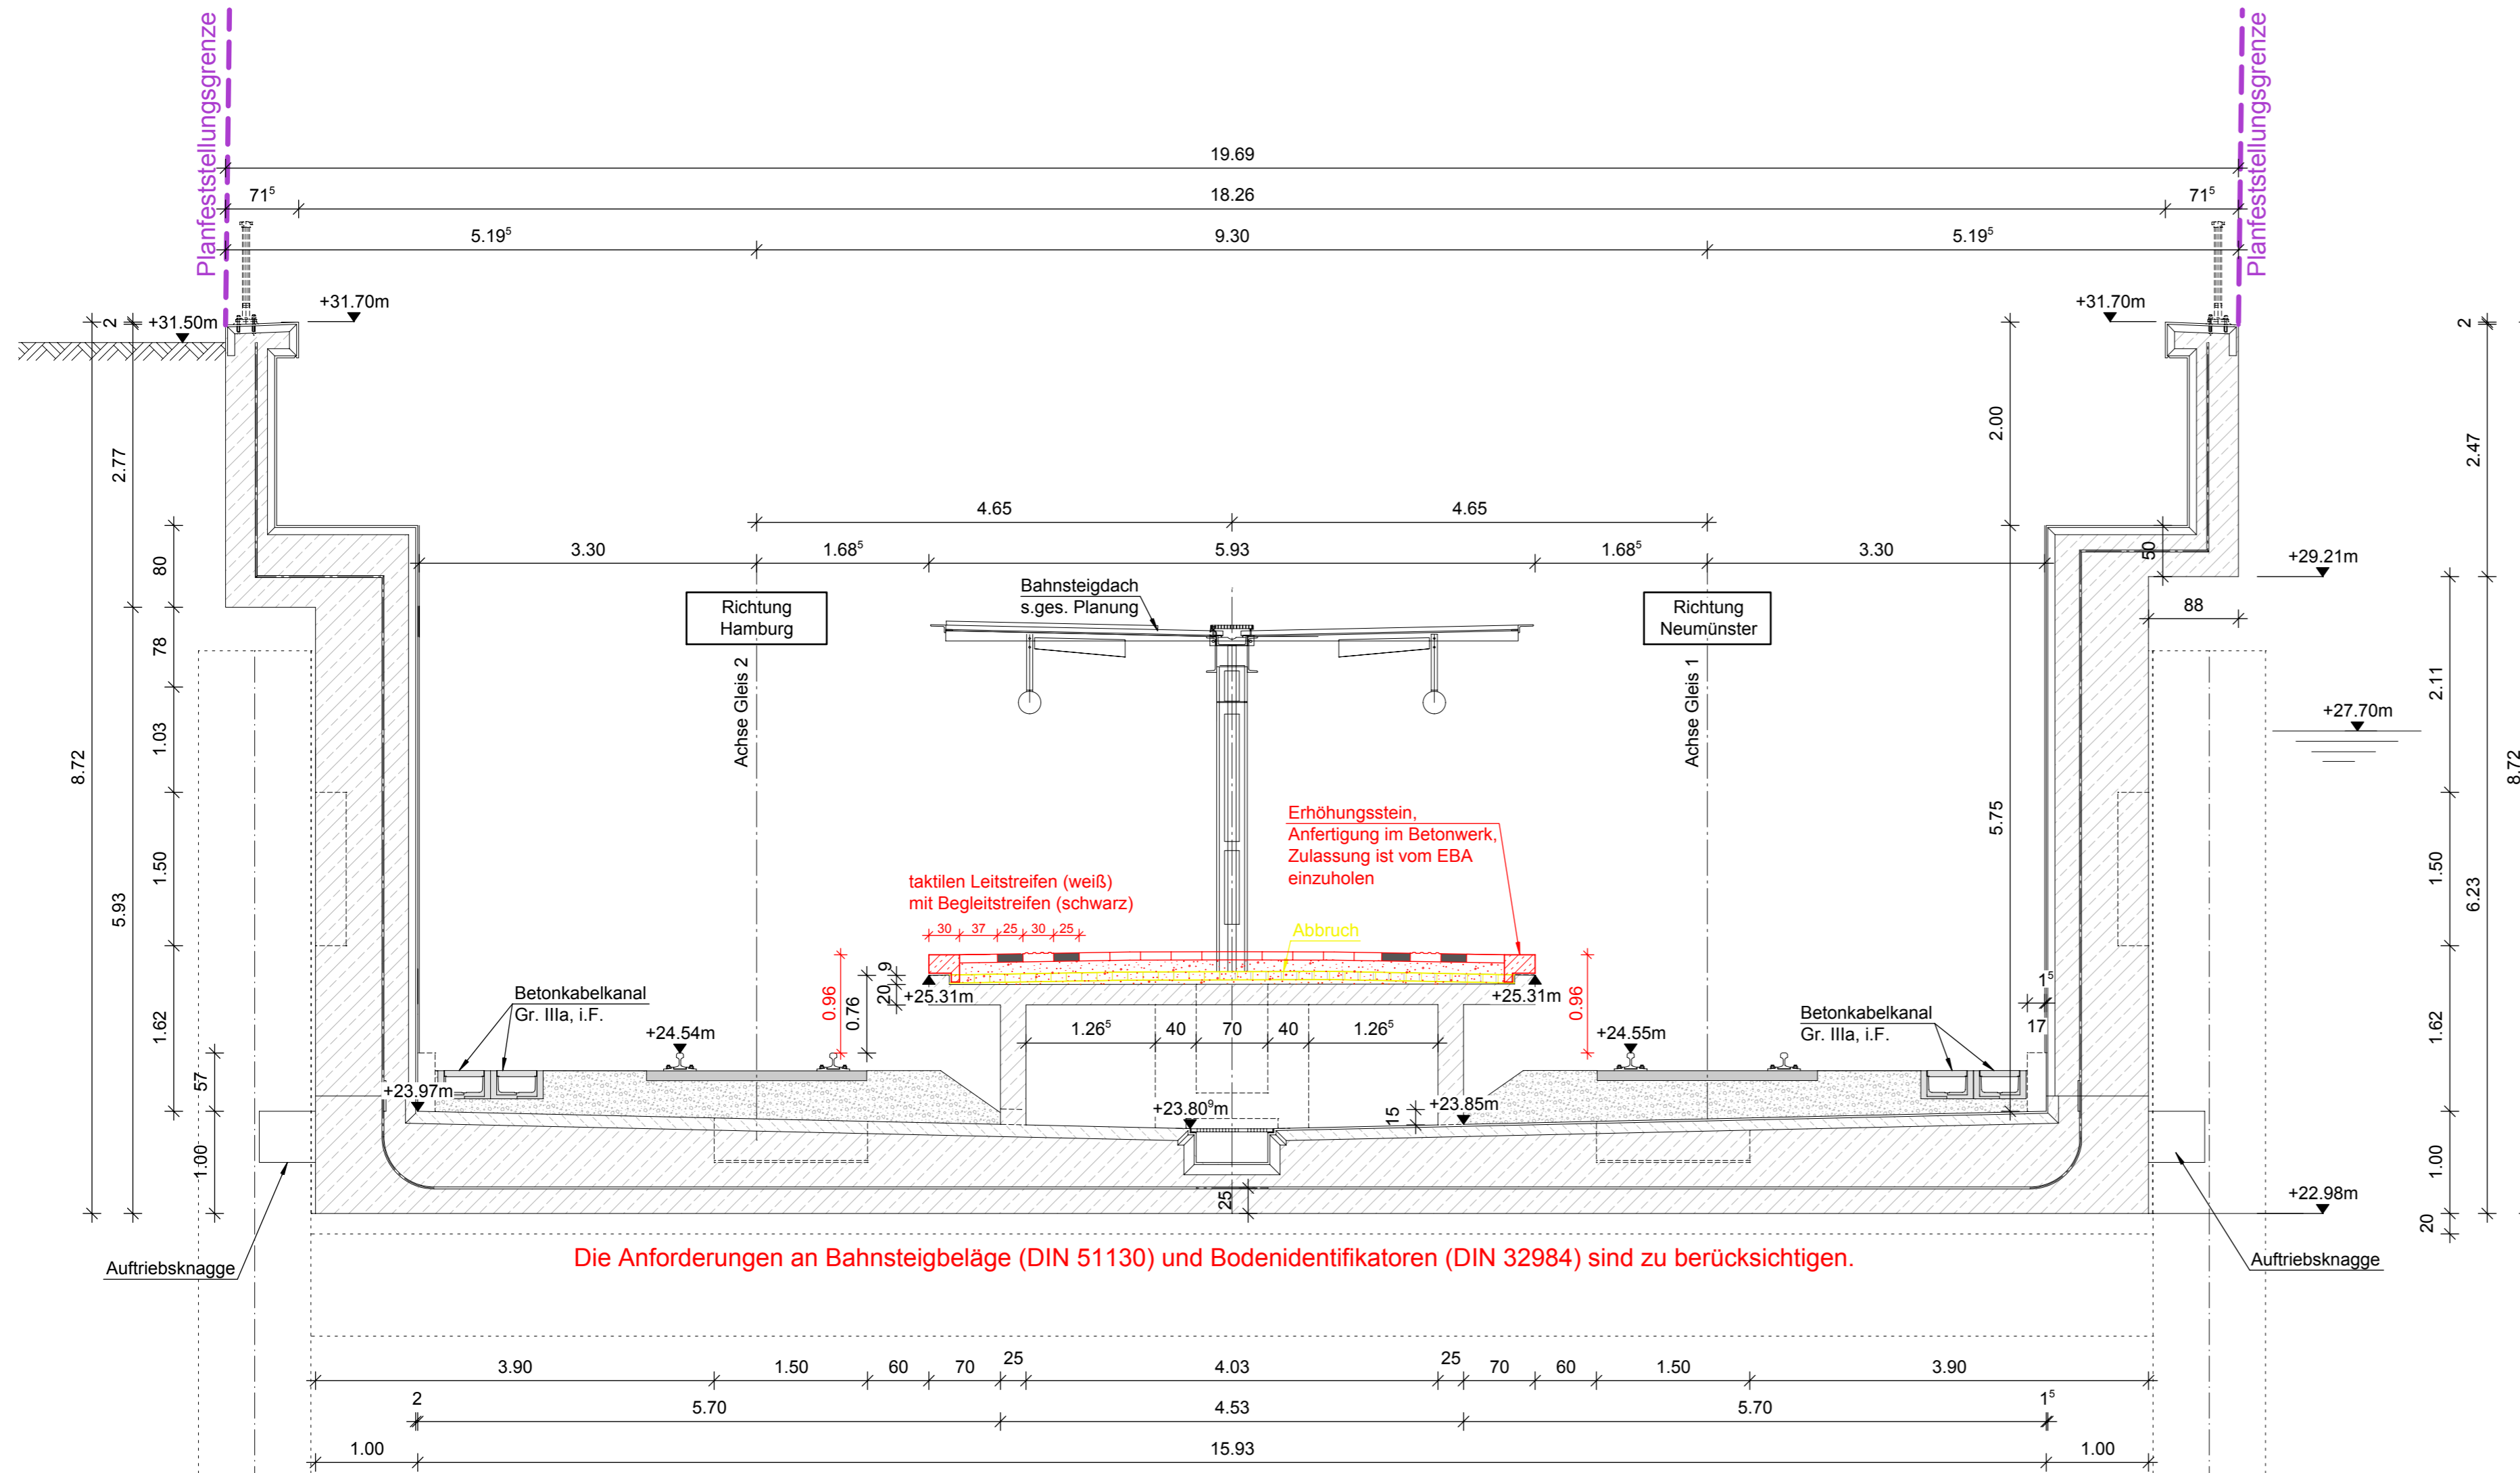 Planfeststellungsgrenze
Planfeststellungsgrenze
19.69
71⁵
18.26
71⁵
5.19⁵
9.30
5.19⁵
+31.70m
+31.70m
2
+31.50m
2
2.77
2.00
2.47
4.65
4.65
3.30
1.68⁵
5.93
1.68⁵
3.30
80
50
+29.21m
Bahnsteigdach
s.ges. Planung
Richtung
Hamburg
Richtung
Neumünster
88
78
Achse Gleis 2
Achse Gleis 1
2.11
+27.70m
1.03
8.72
8.72
5.75
Erhöhungsstein,
Anfertigung im Betonwerk,
Zulassung ist vom EBA
einzuholen
1.50
1.50
5.93
6.23
taktilen Leitstreifen (weiß)
mit Begleitstreifen (schwarz)
30
37
25
30
25
Abbruch
9
20
+25.31m
+25.31m
0.96
0.76
0.96
1⁵
17
Betonkabelkanal
Gr. IIIa, i.F.
Betonkabelkanal
Gr. IIIa, i.F.
1.62
1.62
+24.54m
1.26⁵
40
70
40
1.26⁵
+24.55m
57
+23.97m
+23.80⁹m
+23.85m
15
1.00
1.00
25
+22.98m
20
Auftriebsknagge
Auftriebsknagge
Die Anforderungen an Bahnsteigbeläge (DIN 51130) und Bodenidentifikatoren (DIN 32984) sind zu berücksichtigen.
3.90
1.50
60
70
25
4.03
25
70
60
1.50
3.90
2
5.70
4.53
5.70
1⁵
1.00
15.93
1.00